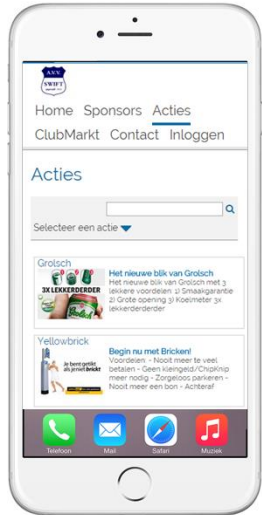 A.V.V.
SWIFT
Home Sponsors Acties
ClubMarkt Contact Inloggen
Acties
Selecteer een actie
Grolsch
3X LEKKERDERDER
Het nieuwe blik van Grolsch
Het nieuwe blik van Grolsch met 3
lekkere voordelen 1) Smaakgarantie
2) Grote opening 3) Koelmeter 3x
lekkerderderder
Yellowbrick
Je bent getikt
als je niet brickt
Begin nu met Bricken!
Voordelen - Nooit meer te veel
betalen - Geen kleingeld/ChipKnip
meer nodig - Zorgeloos parkeren -
Nooit meer een bon - Achteraf
Telefoon Mail Safari Muziek